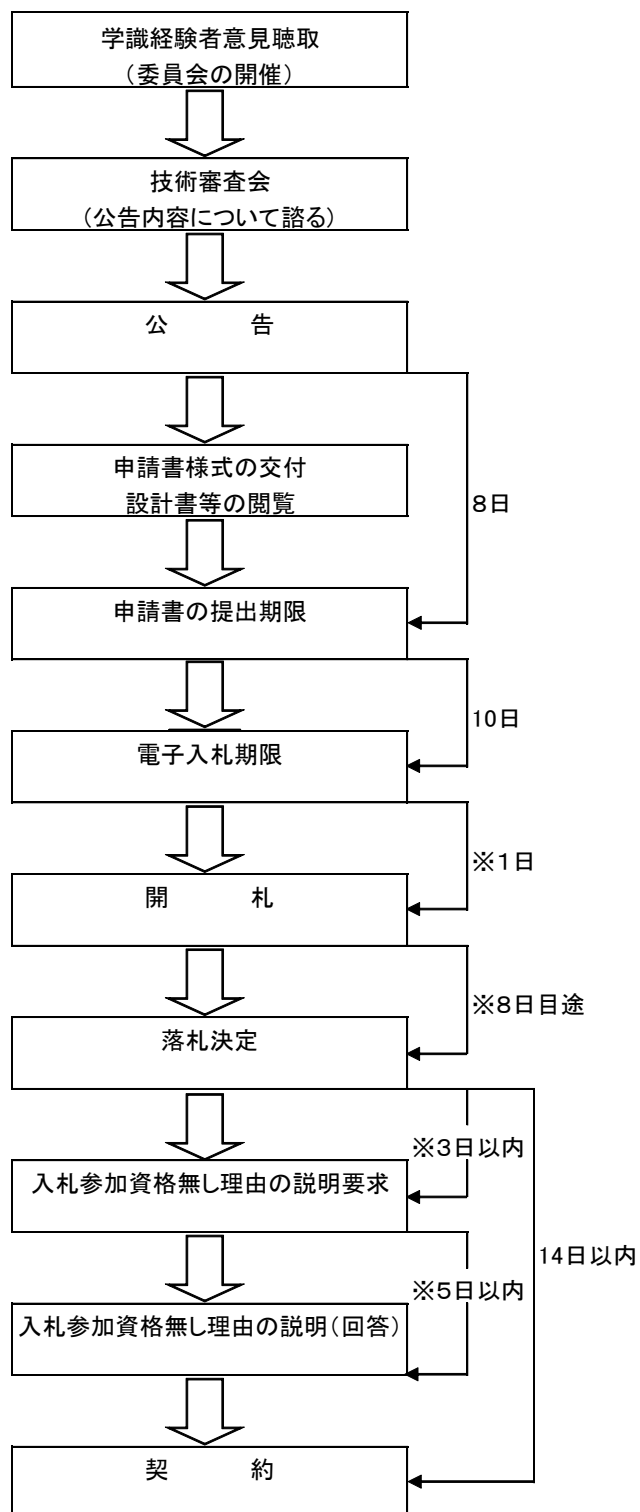 学識経験者意見聴取
（委員会の開催）
技術審査会
（公告内容について諮る）
公　　　　告
申請書様式の交付
設計書等の閲覧
8日
申請書の提出期限
10日
電子入札期限
※1日
開　　　　札
※8日目途
落札決定
※3日以内
入札参加資格無し理由の説明要求
14日以内
※5日以内
入札参加資格無し理由の説明（回答）
契　　　　約